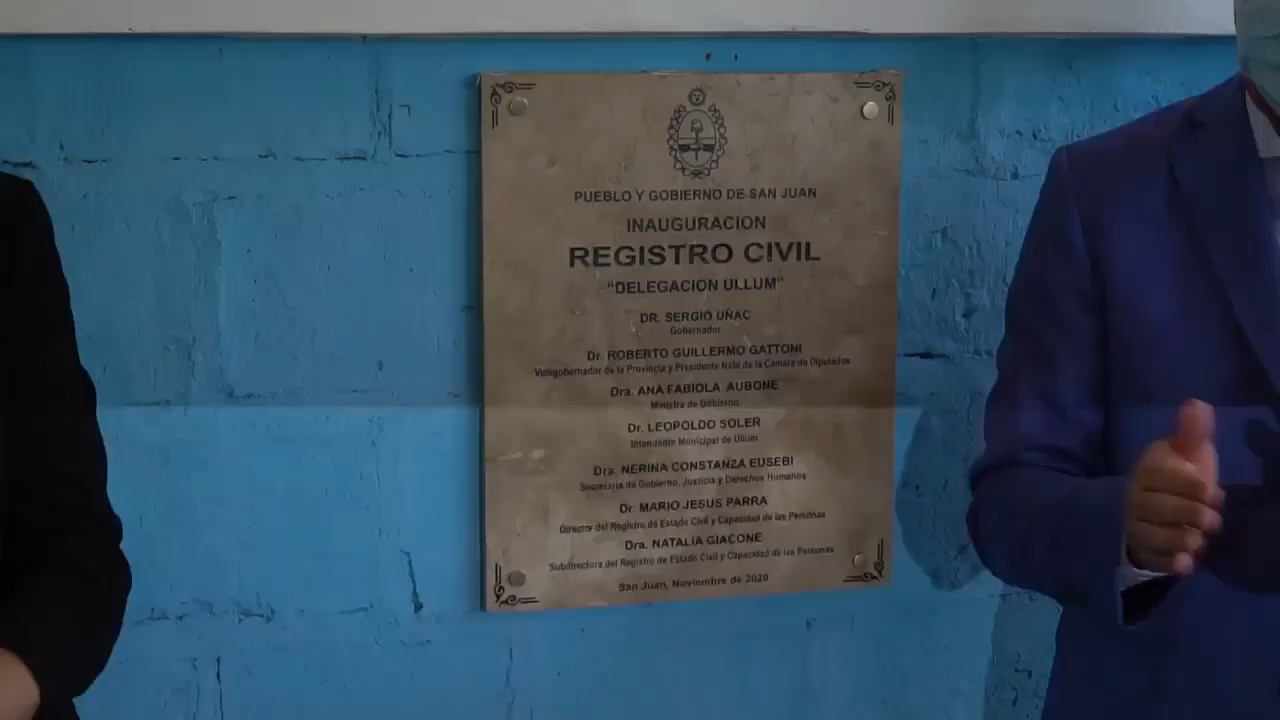 PUEBLO Y GOBIERNO DE SAN JUAN
INAUGURACION
REGISTRO CIVIL
“DELEGACION ULLUM“
DR. SERGIO UÑAC
Gobernador
Dr. ROBERTO GUILLERMO GATTONI
Vicegobernador de la Provincia y Presidente Nato de la Cámara de Diputados
Dra. ANA FABIOLA AUBONE
Ministra de Gobierno
Dr. LEOPOLDO SOLER
Intendente Municipal de Ullum
Dra. NERINA CONSTANZA EUSEBI
Secretaria de Gobierno, Justicia y Derechos Humanos
Dr. MARIO JESUS PARRA
Director del Registro de Estado Civil y Capacidad de las Personas
Dra. NATALIA GIACONE
Subdirectora del Registro de Estado Civil y Capacidad de las Personas
San Juan, Noviembre de 2020